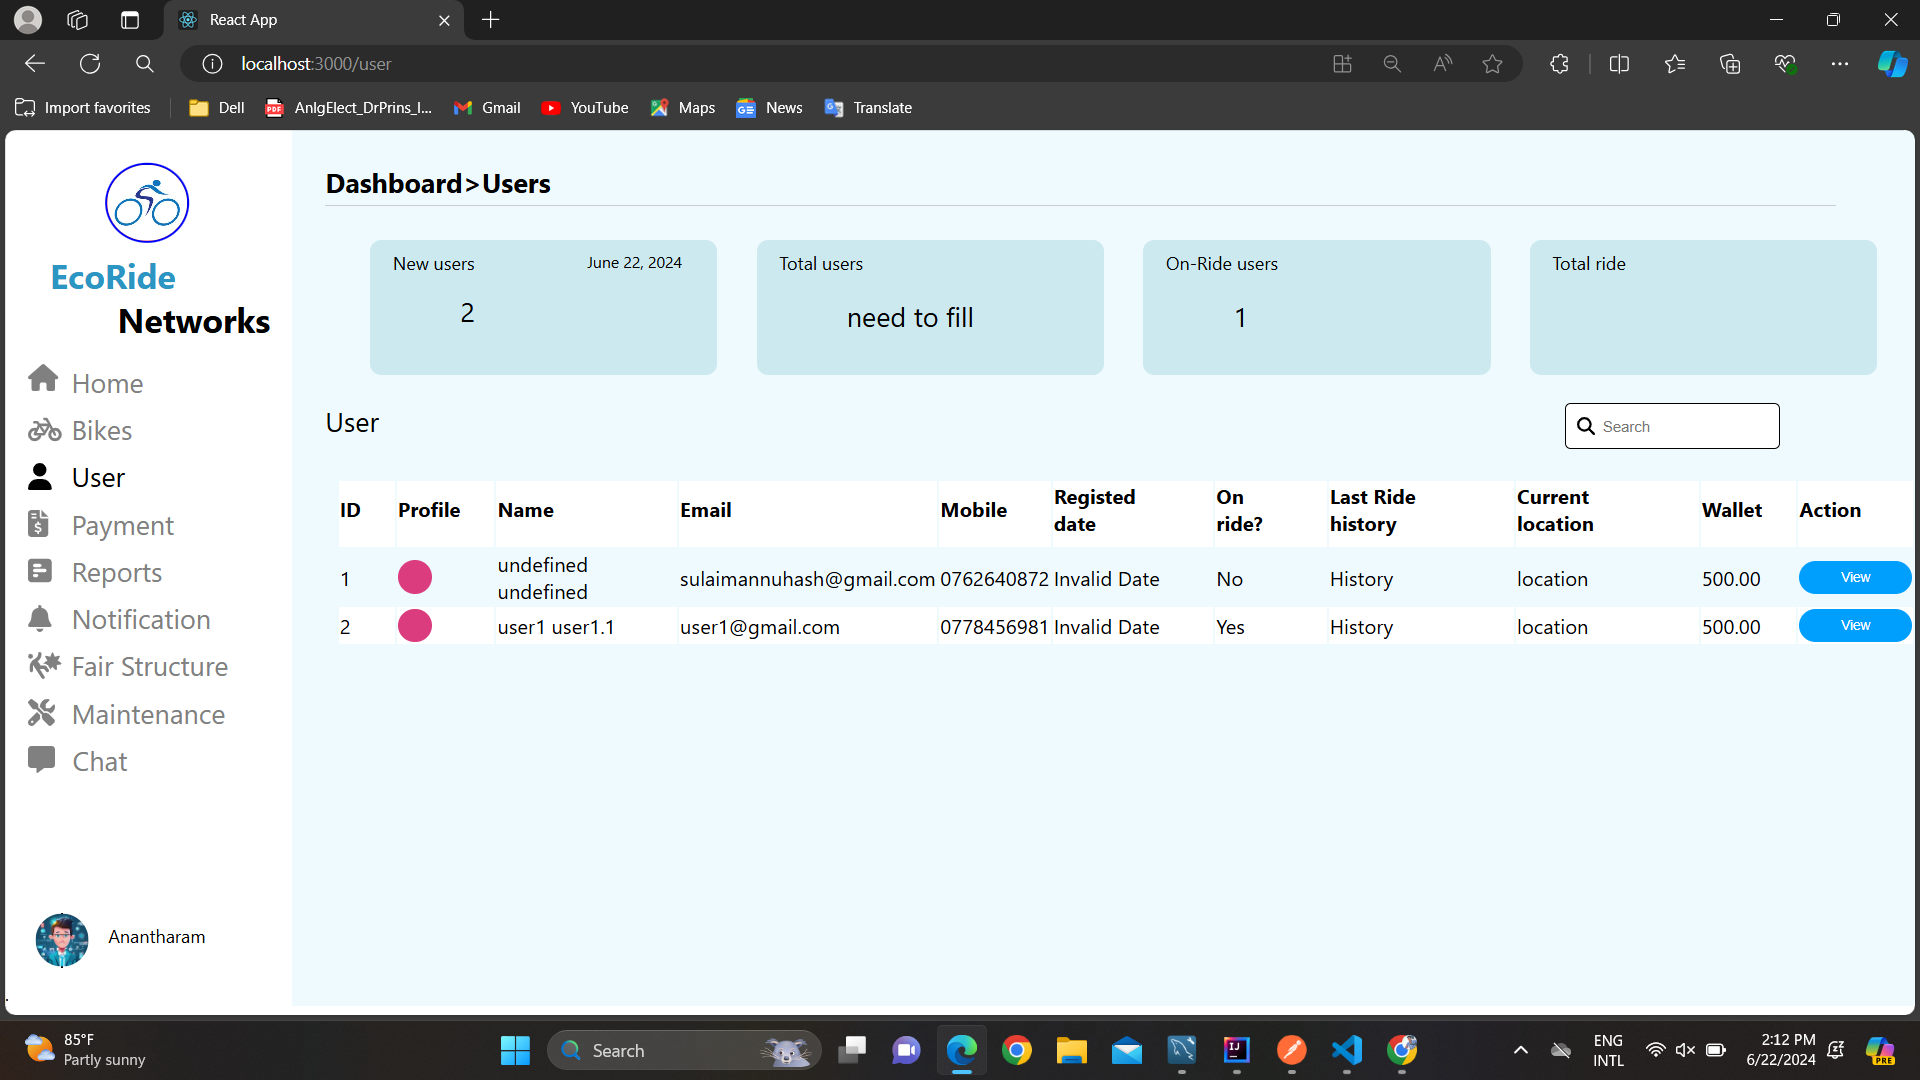 React App
localhost:3000/user
Import favorites
Dell
AnlgElect_DrPrins_I...
Gmail
YouTube
Maps
News
Translate
EcoRide
Networks
Home
Bikes
User
Payment
Reports
Notification
Fair Structure
Maintenance
Chat
Anantharam
Dashboard>Users
New users June 22, 2024
2
Total users
need to fill
On-Ride users
1
Total ride
User
Search
ID Profile Name Email Mobile Registed date On ride? Last Ride history Current location Wallet Action
1 undefined undefined sulaimannuhash@gmail.com 0762640872 Invalid Date No History location 500.00 View
2 user1 user1.1 user1@gmail.com 0778456981 Invalid Date Yes History location 500.00 View
85°F
Partly sunny
Search
ENG
INTL
2:12 PM
6/22/2024
PRE